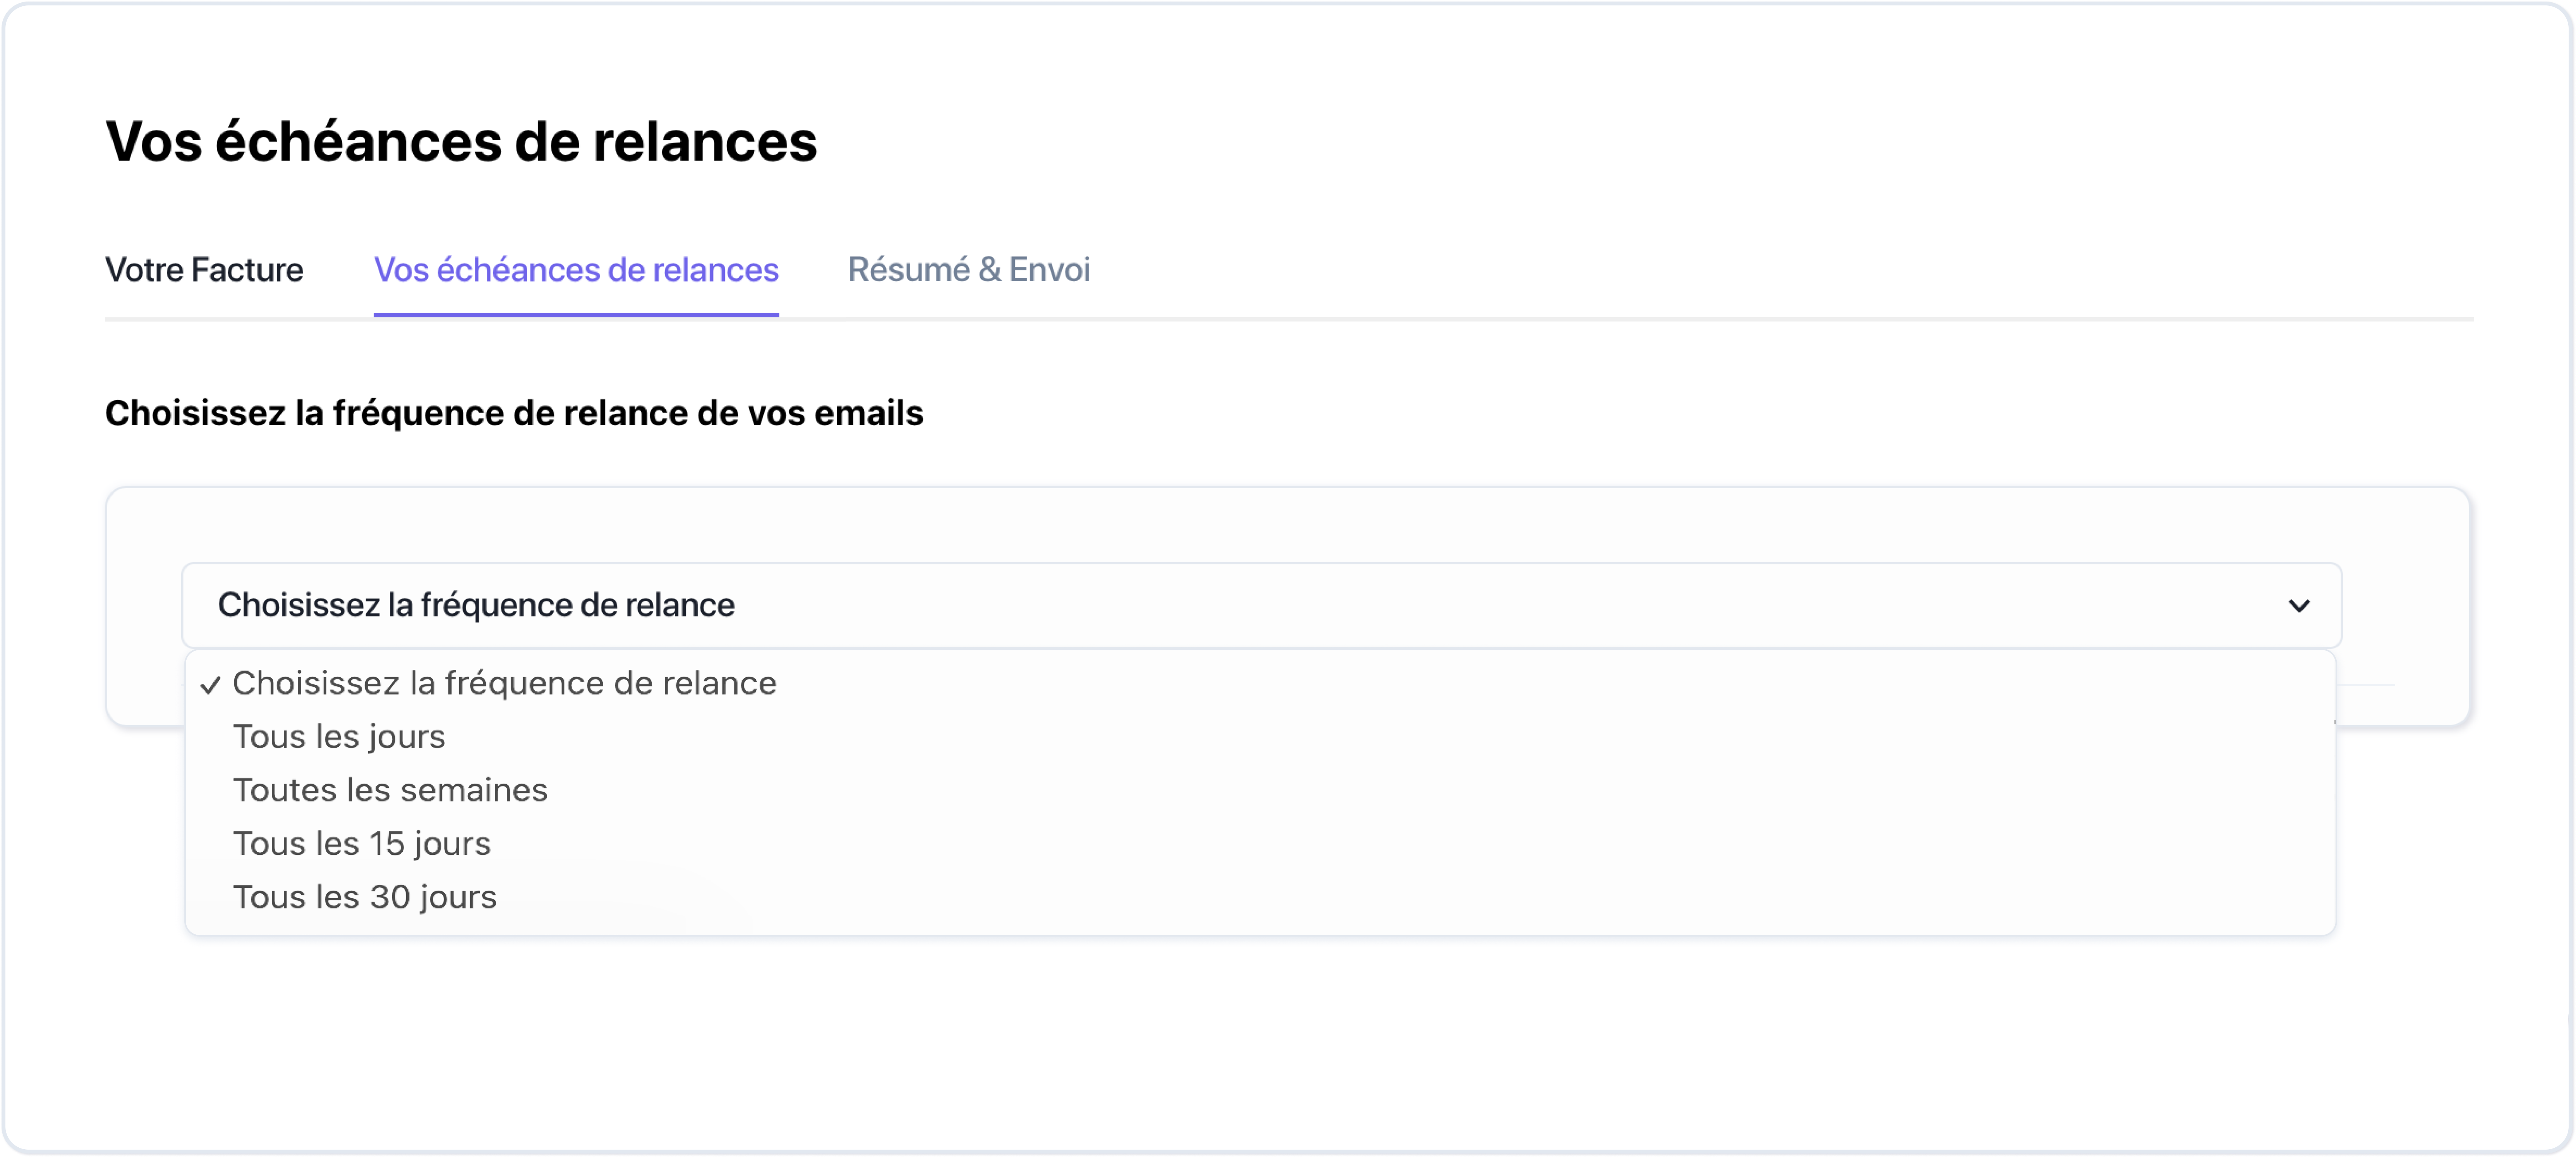 Vos échéances de relances
Votre Facture Vos échéances de relances Résumé & Envoi
Choisissez la fréquence de relance de vos emails
Choisissez la fréquence de relance
✓ Choisissez la fréquence de relance
Tous les jours
Toutes les semaines
Tous les 15 jours
Tous les 30 jours